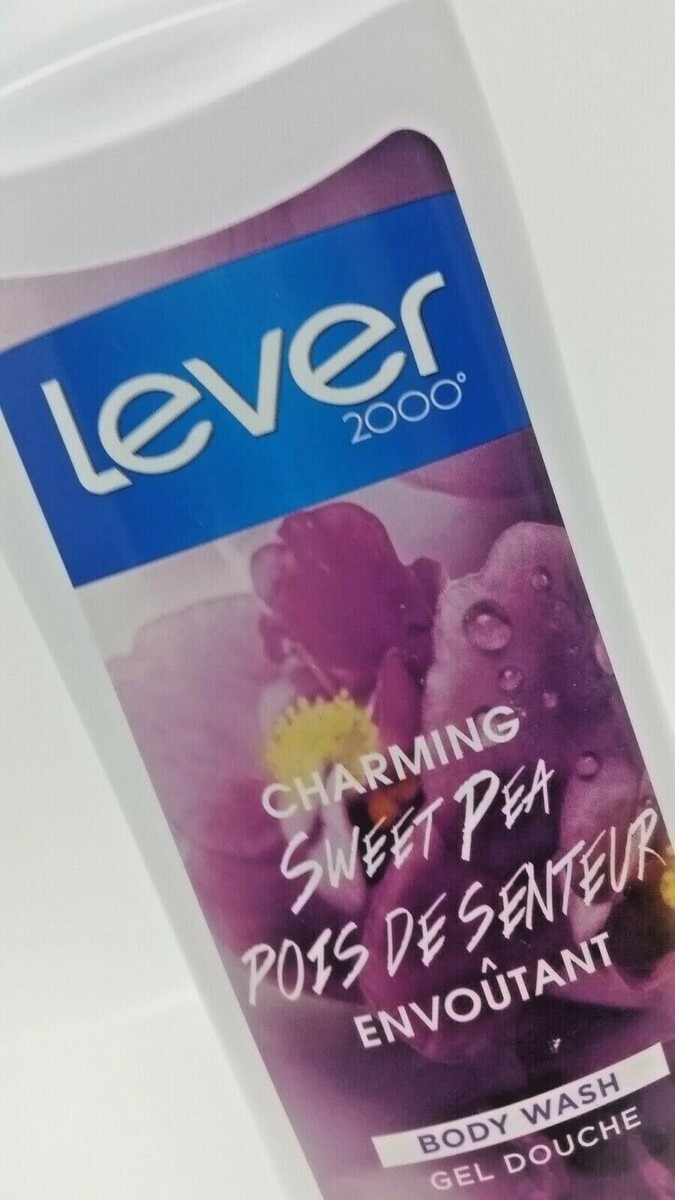 Lever
2000°
CHARMING
SWEET PEA
POIS DE SENTEUR
ENVOÛTANT
BODY WASH
GEL DOUCHE